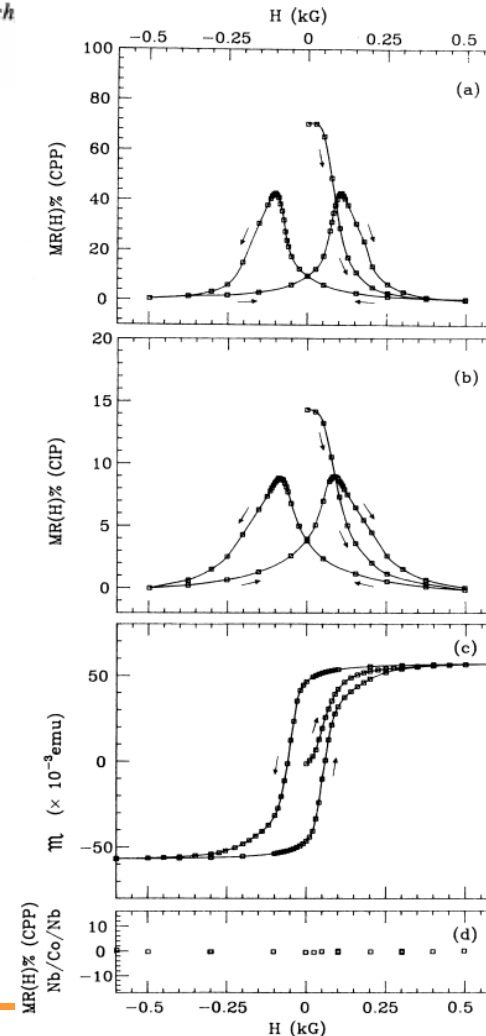 H (kG)
-0.5 -0.25 0 0.25 0.5
100
80
60
40
20
0
MR(H)% (CPP)
(a)
20
15
10
5
0
MR(H)% (CIP)
(b)
50
0
-50
𝔐 (× 10⁻³emu)
(c)
10
0
-10
MR(H)% (CPP)
Nb/Co/Nb
(d)
-0.5 -0.25 0 0.25 0.5
H (kG)